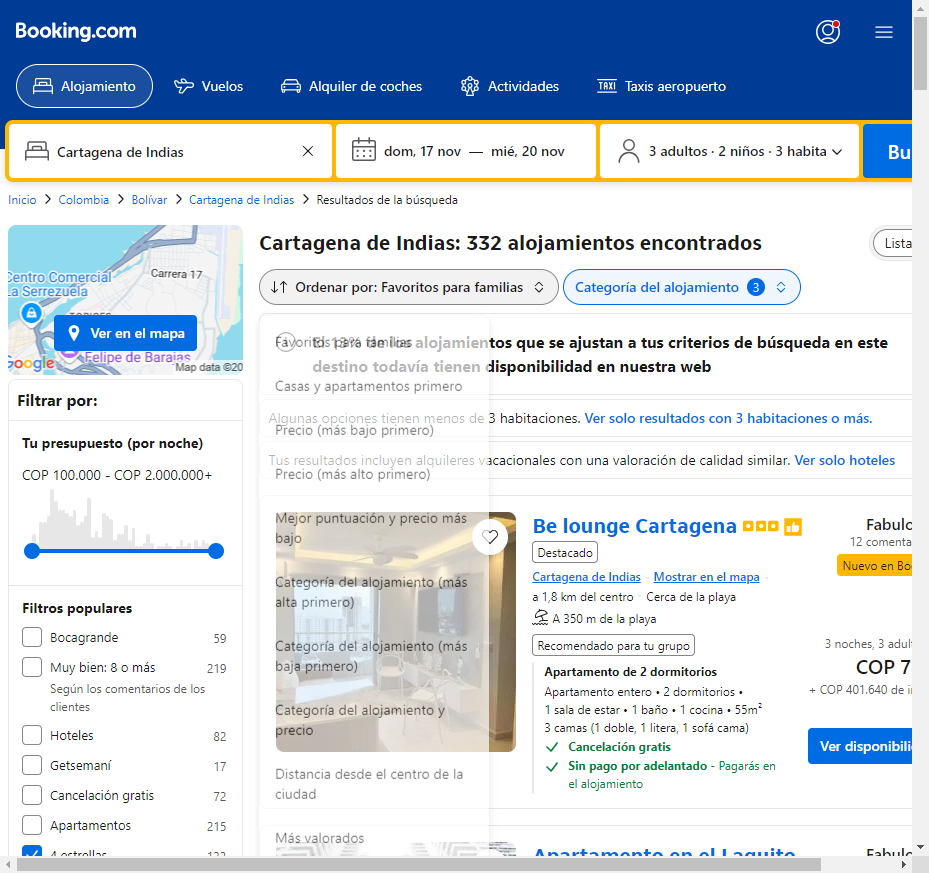 Booking.com
Alojamiento
Vuelos
Alquiler de coches
Actividades
TAXI Taxis aeropuerto
Cartagena de Indias
dom, 17 nov — mié, 20 nov
3 adultos · 2 niños · 3 habita
Bu
Inicio > Colombia > Bolívar > Cartagena de Indias > Resultados de la búsqueda
Centro Comercial
La Serrezuela
Carrera 17
Ver en el mapa
Felipe de Barajas
Google
Map data ©20
Cartagena de Indias: 332 alojamientos encontrados
Lista
Ordenar por: Favoritos para familias
Categoría del alojamiento 3
Favoritos para familias
El 13% de los alojamientos que se ajustan a tus criterios de búsqueda en este
destino todavía tienen disponibilidad en nuestra web
Casas y apartamentos primero
Algunas opciones tienen menos de 3 habitaciones. Ver solo resultados con 3 habitaciones o más.
Precio (más bajo primero)
Tus resultados incluyen alquileres vacacionales con una valoración de calidad similar. Ver solo hoteles
Precio (más alto primero)
Mejor puntuación y precio más
bajo
Categoría del alojamiento (más
alta primero)
Categoría del alojamiento (más
baja primero)
Categoría del alojamiento y
precio
Distancia desde el centro de la
ciudad
Más valorados
Filtrar por:
Tu presupuesto (por noche)
COP 100.000 - COP 2.000.000+
Filtros populares
Bocagrande 59
Muy bien: 8 o más 219
Según los comentarios de los
clientes
Hoteles 82
Getsemaní 17
Cancelación gratis 72
Apartamentos 215
4 estrellas 122
Be lounge Cartagena
Destacado
Cartagena de Indias · Mostrar en el mapa ·
a 1,8 km del centro · Cerca de la playa
A 350 m de la playa
Recomendado para tu grupo
Apartamento de 2 dormitorios
Apartamento entero • 2 dormitorios •
1 sala de estar • 1 baño • 1 cocina • 55m²
3 camas (1 doble, 1 litera, 1 sofá cama)
Cancelación gratis
Sin pago por adelantado - Pagarás en
el alojamiento
Fabulo
12 comenta
Nuevo en Bo
3 noches, 3 adult
COP 7
+ COP 401.640 de i
Ver disponibili
Apartamento en el Laguito
Fabulo